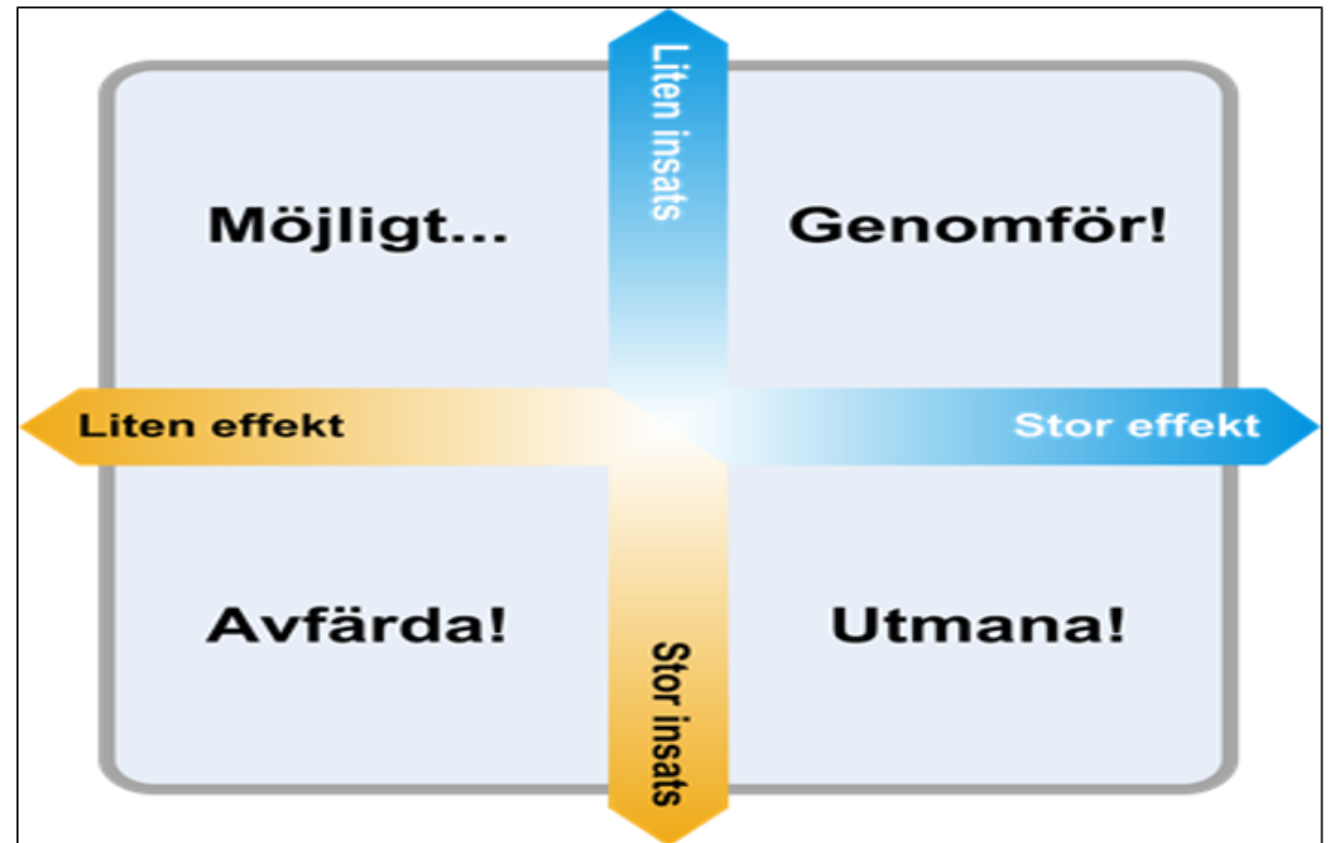 Liten insats
Möjligt...
Genomför!
Liten effekt
Stor effekt
Avfärda!
Utmana!
Stor insats